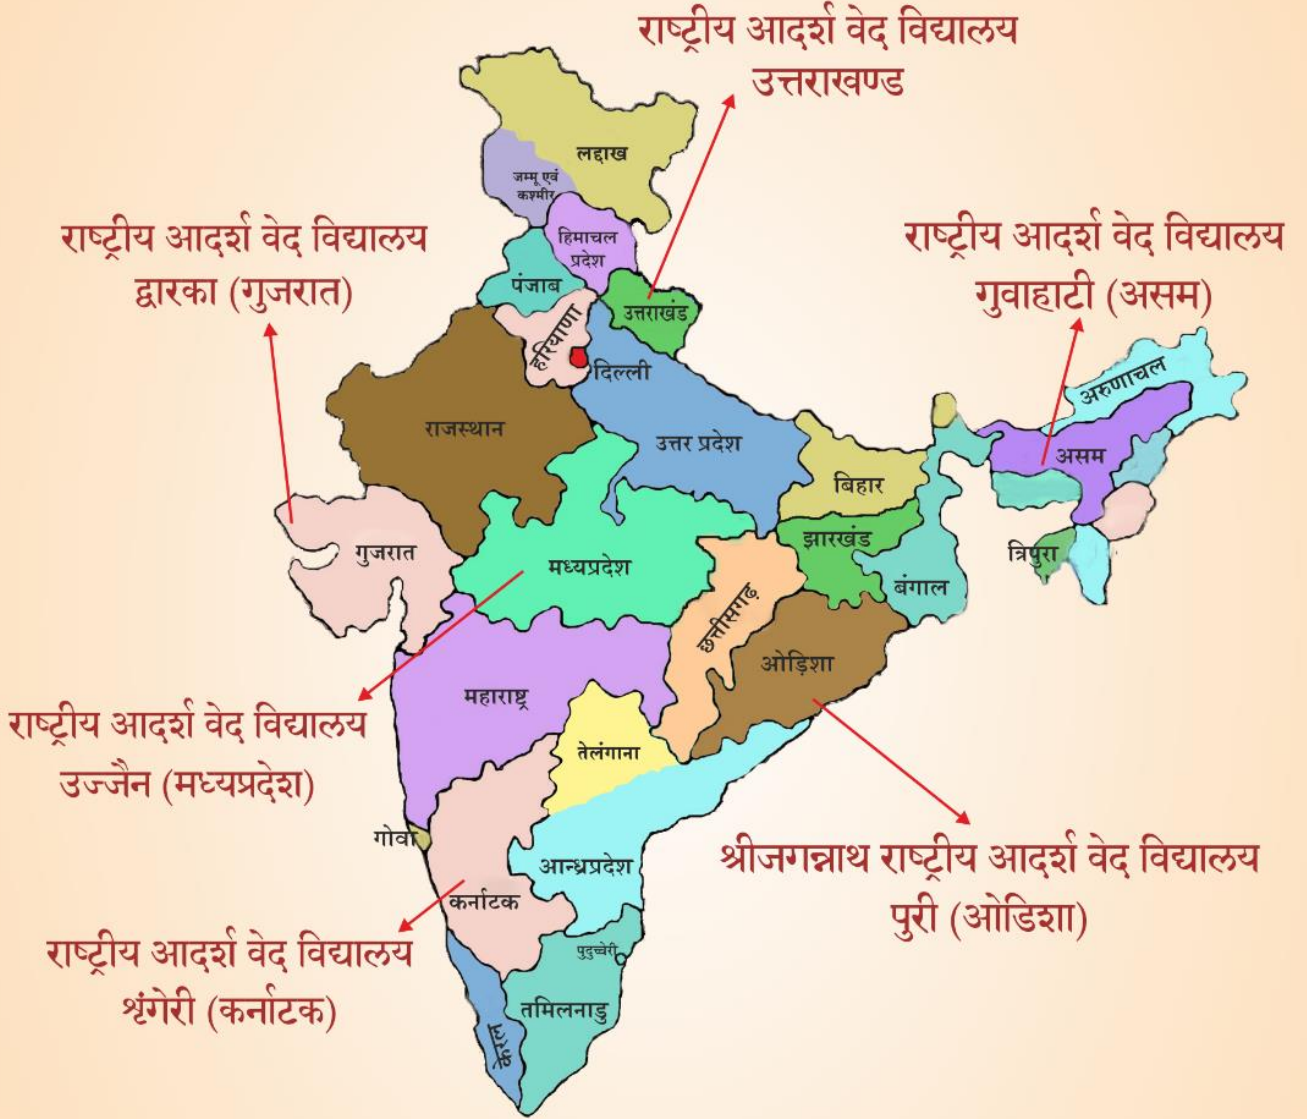 राष्ट्रीय आदर्श वेद विद्यालय
उत्तराखण्ड
लद्दाख
जम्मू एवं
कश्मीर
राष्ट्रीय आदर्श वेद विद्यालय
द्वारका (गुजरात)
हिमाचल
प्रदेश
पंजाब
राष्ट्रीय आदर्श वेद विद्यालय
गुवाहाटी (असम)
उत्तराखंड
हरियाणा
दिल्ली
अरुणाचल
राजस्थान
उत्तर प्रदेश
असम
बिहार
झारखंड
गुजरात
त्रिपुरा
मध्यप्रदेश
बंगाल
छत्तीसगढ़
ओड़िशा
महाराष्ट्र
राष्ट्रीय आदर्श वेद विद्यालय
उज्जैन (मध्यप्रदेश)
तेलंगाना
गोवा
आन्ध्रप्रदेश
श्रीजगन्नाथ राष्ट्रीय आदर्श वेद विद्यालय
पुरी (ओडिशा)
कर्नाटक
राष्ट्रीय आदर्श वेद विद्यालय
शृंगेरी (कर्नाटक)
पुदुच्चेरी
तमिलनाडु
केरल